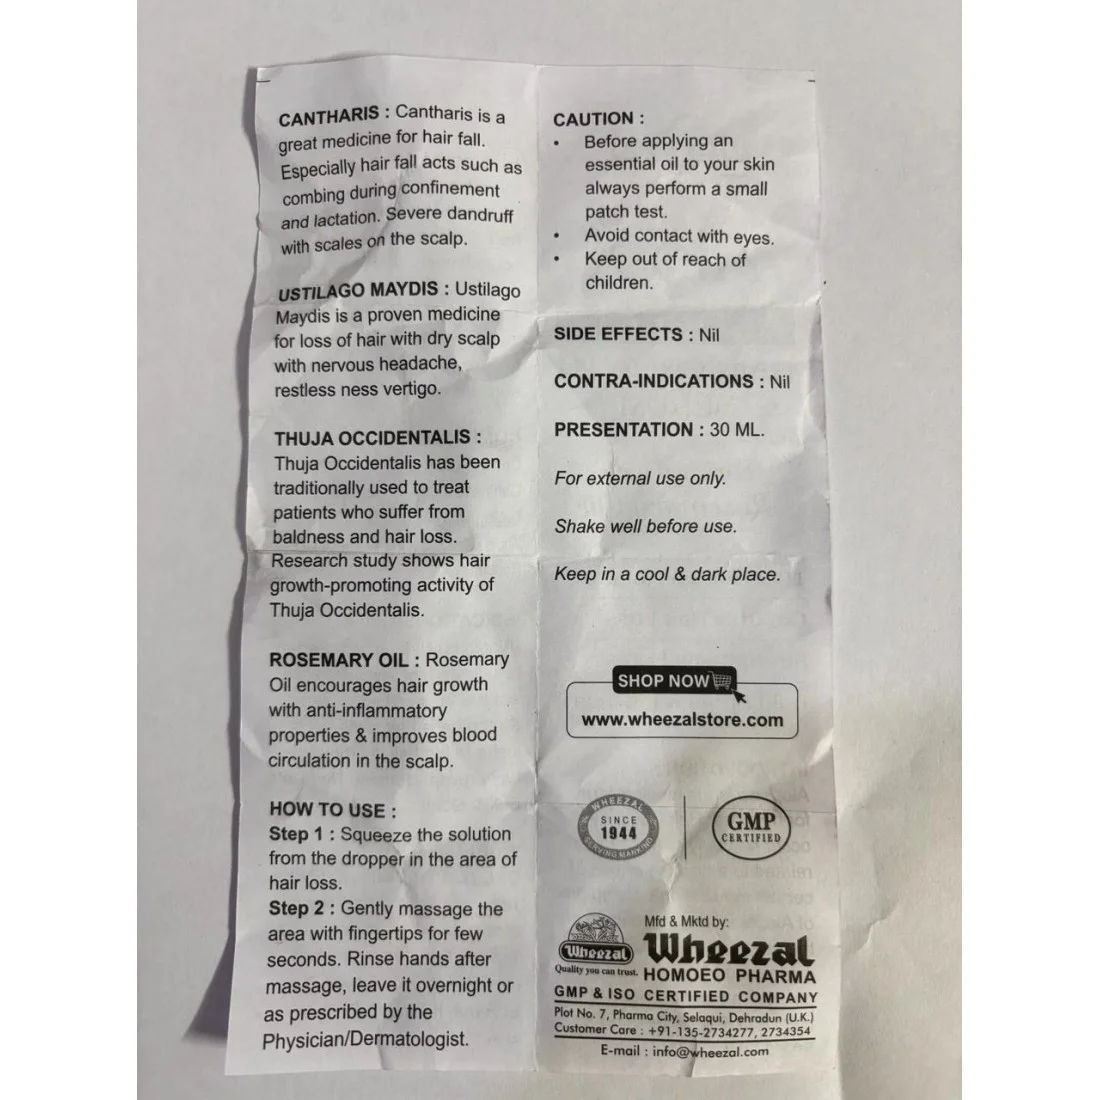 CANTHARIS : Cantharis is a
great medicine for hair fall.
Especially hair fall acts such as
combing during confinement
and lactation. Severe dandruff
with scales on the scalp.
USTILAGO MAYDIS : Ustilago
Maydis is a proven medicine
for loss of hair with dry scalp
with nervous headache,
restless ness vertigo.
THUJA OCCIDENTALIS :
Thuja Occidentalis has been
traditionally used to treat
patients who suffer from
baldness and hair loss.
Research study shows hair
growth-promoting activity of
Thuja Occidentalis.
ROSEMARY OIL : Rosemary
Oil encourages hair growth
with anti-inflammatory
properties & improves blood
circulation in the scalp.
HOW TO USE :
Step 1 : Squeeze the solution
from the dropper in the area of
hair loss.
Step 2 : Gently massage the
area with fingertips for few
seconds. Rinse hands after
massage, leave it overnight or
as prescribed by the
Physician/Dermatologist.
CAUTION :
• Before applying an
essential oil to your skin
always perform a small
patch test.
• Avoid contact with eyes.
• Keep out of reach of
children.
SIDE EFFECTS : Nil
CONTRA-INDICATIONS : Nil
PRESENTATION : 30 ML.
For external use only.
Shake well before use.
Keep in a cool & dark place.
SHOP NOW
www.wheezalstore.com
WHEEZAL
SINCE
1944
SERVING MANKIND
GMP
CERTIFIED
Mfd & Mktd by:
Wheezal
Quality you can trust.
Wheezal
HOMOEO PHARMA
GMP & ISO CERTIFIED COMPANY
Plot No. 7, Pharma City, Selaqui, Dehradun (U.K.)
Customer Care : +91-135-2734277, 2734354
E-mail : info@wheezal.com